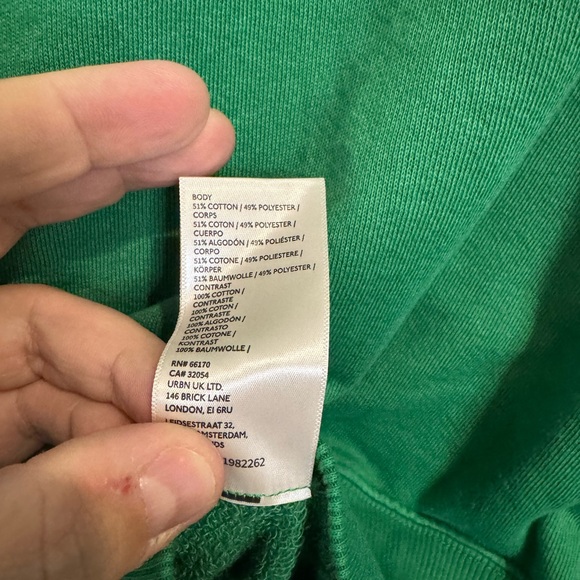 BODY
51% COTTON / 49% POLYESTER /
CORPS
51% COTON / 49% POLYESTER /
CUERPO
51% ALGODÓN / 49% POLIÉSTER /
CORPO
51% COTONE / 49% POLIESTERE /
KÖRPER
51% BAUMWOLLE / 49% POLYESTER /
CONTRAST
100% COTTON /
CONTRASTE
100% COTON /
CONTRASTE
100% ALGODÓN /
CONTRASTO
100% COTONE /
KONTRAST
100% BAUMWOLLE /
RN# 66170
CA# 32054
URBN UK LTD.
146 BRICK LANE
LONDON, E1 6RU
LEIDSESTRAAT 32,
1982262